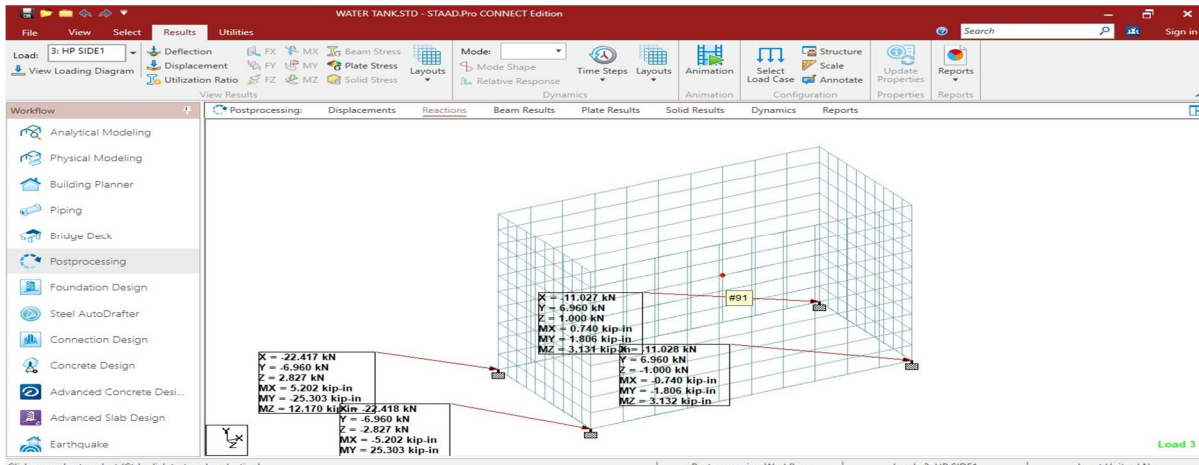 WATER TANK.STD - STAAD.Pro CONNECT Edition
File View Select Results Utilities Search Sign in
Load: 3: HP SIDE1
View Loading Diagram
Deflection
Displacement
Utilization Ratio
FX MX Beam Stress
FY MY Plate Stress
FZ MZ Solid Stress
Layouts
View Results
Mode:
Mode Shape
Relative Response
Time Steps
Layouts
Dynamics
Animation
Animation
Select Load Case
Structure
Scale
Annotate
Configuration
Update Properties
Properties
Reports
Reports
Workflow
Postprocessing: Displacements Reactions Beam Results Plate Results Solid Results Dynamics Reports
Analytical Modeling
Physical Modeling
Building Planner
Piping
Bridge Deck
Postprocessing
Foundation Design
Steel AutoDrafter
Connection Design
Concrete Design
Advanced Concrete Desi...
Advanced Slab Design
Earthquake
X = -11.027 kN
Y = 6.960 kN
Z = 1.000 kN
MX = 0.740 kip-in
MY = 1.806 kip-in
MZ = 3.131 kip-in
#91
X = -11.028 kN
Y = 6.960 kN
Z = -1.000 kN
MX = -0.740 kip-in
MY = -1.806 kip-in
MZ = 3.132 kip-in
X = -22.417 kN
Y = -6.960 kN
Z = 2.827 kN
MX = 5.202 kip-in
MY = -25.303 kip-in
MZ = 12.170 kip-in
X = -22.418 kN
Y = -6.960 kN
Z = -2.827 kN
MX = -5.202 kip-in
MY = 25.303 kip-in
Y
X
Z
Load 3